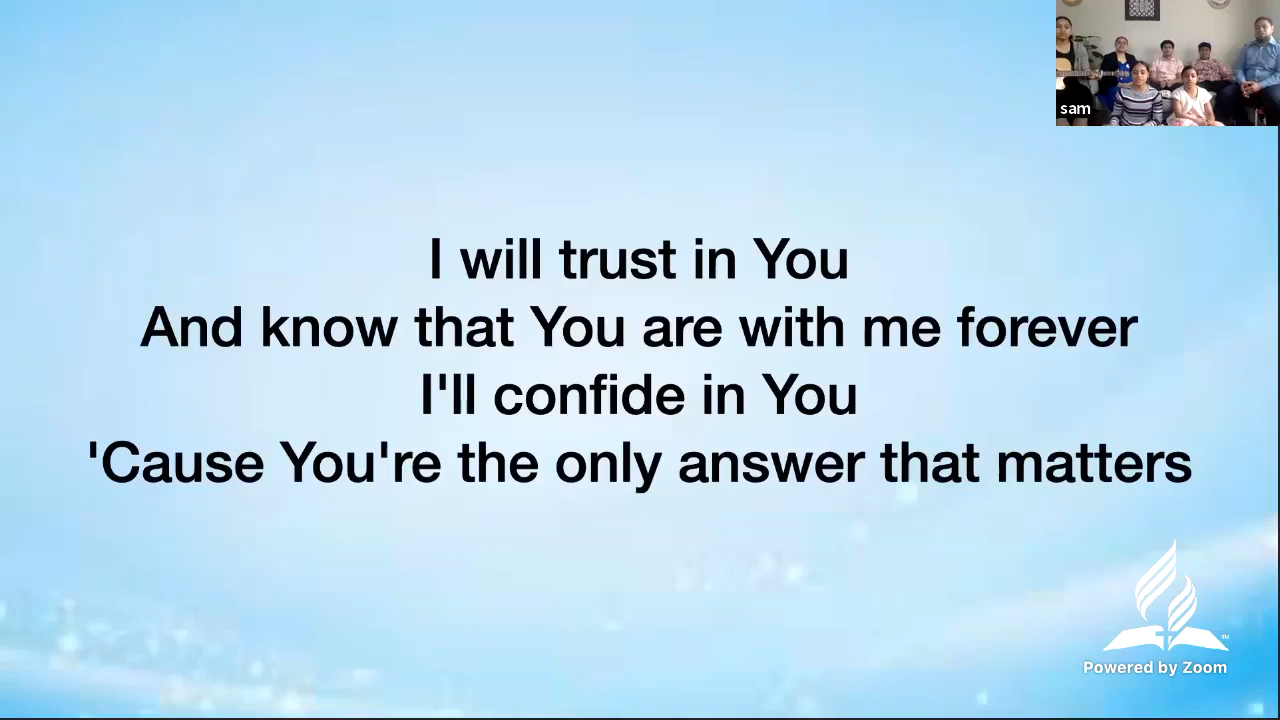 sam
I will trust in You
And know that You are with me forever
I'll confide in You
'Cause You're the only answer that matters
TM
Powered by Zoom